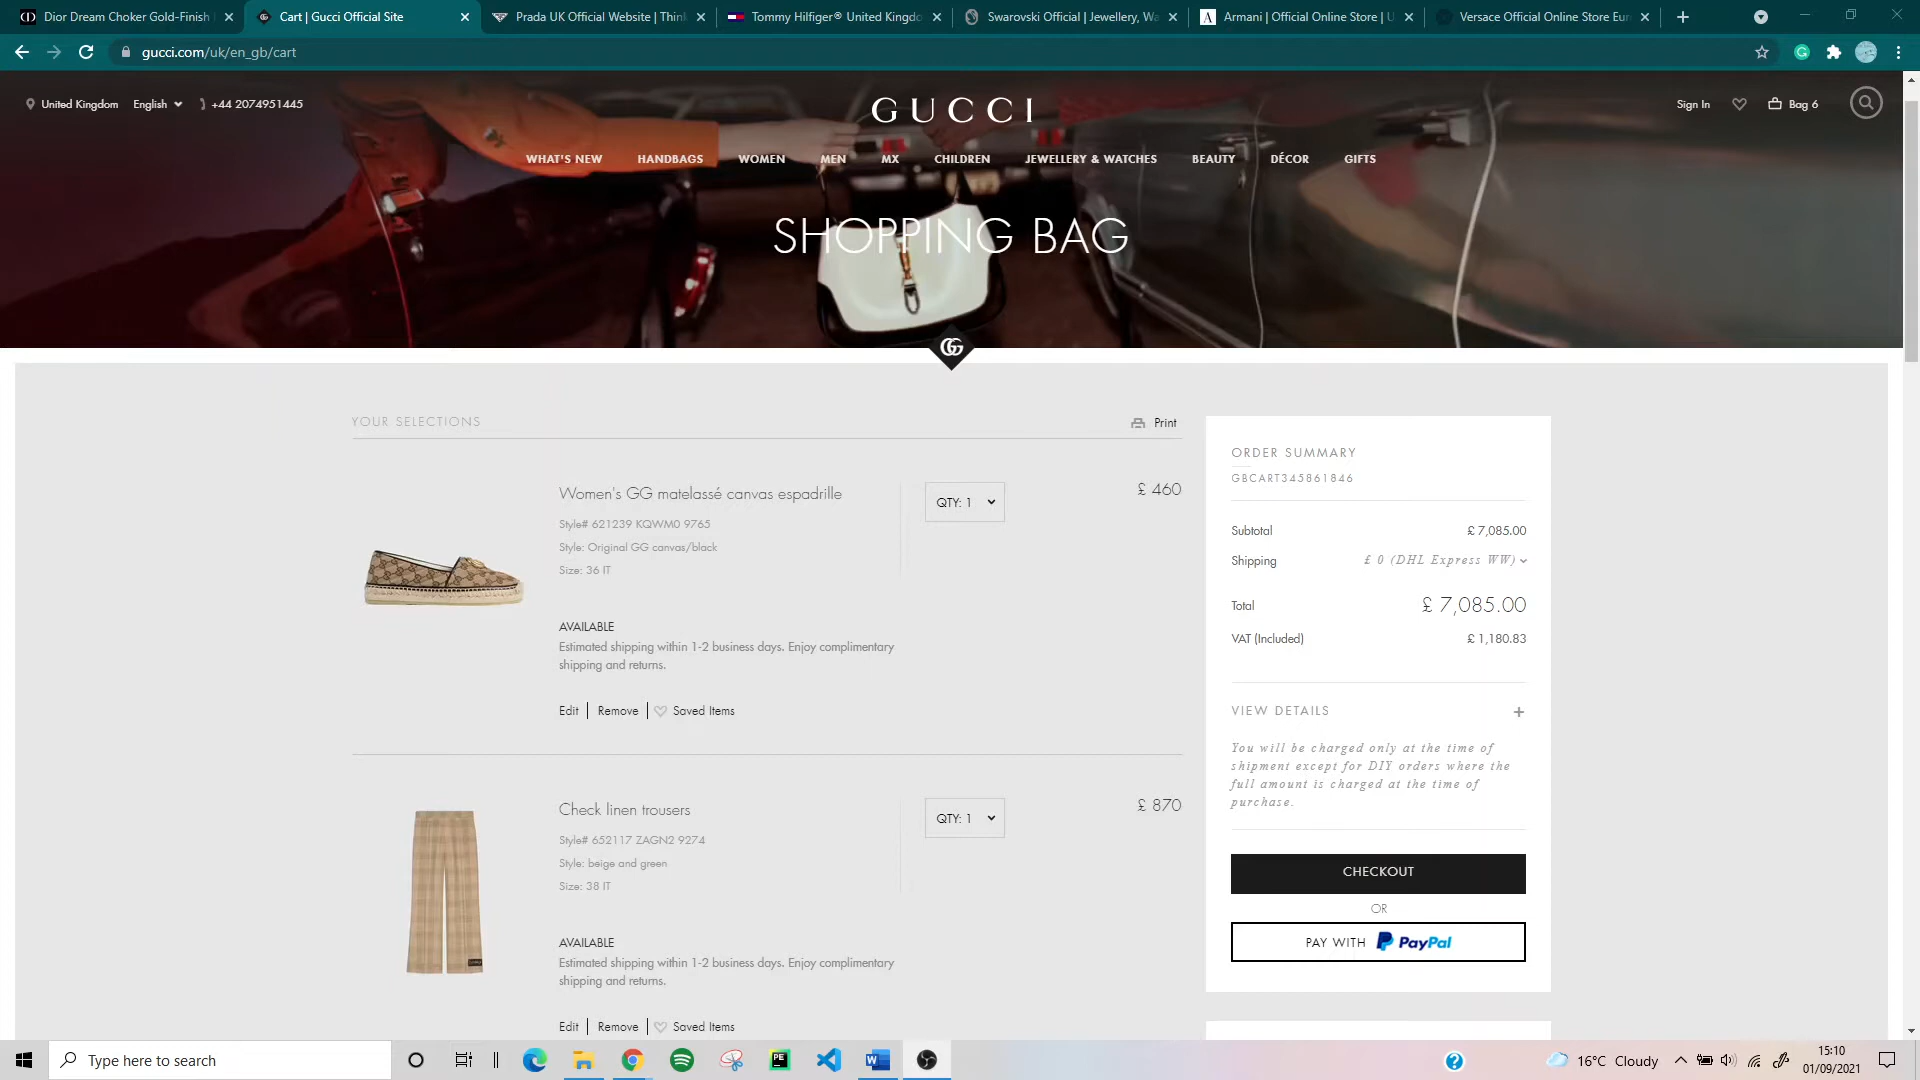 Dior Dream Choker Gold-Finish
Cart | Gucci Official Site
Prada UK Official Website | Thin
Tommy Hilfiger® United Kingdo
Swarovski Official | Jewellery, Wa
Armani | Official Online Store | U
Versace Official Online Store Eur
gucci.com/uk/en_gb/cart
United Kingdom English +44 2074951445
GUCCI
Sign In Bag 6
WHAT'S NEW HANDBAGS WOMEN MEN MX CHILDREN JEWELLERY & WATCHES BEAUTY DÉCOR GIFTS
SHOPPING BAG
YOUR SELECTIONS
Print
Women's GG matelassé canvas espadrille
Style# 621239 KQWM0 9765
Style: Original GG canvas/black
Size: 36 IT
QTY: 1
£ 460
AVAILABLE
Estimated shipping within 1-2 business days. Enjoy complimentary
shipping and returns.
Edit | Remove | Saved Items
Check linen trousers
Style# 652117 ZAGN2 9274
Style: beige and green
Size: 38 IT
QTY: 1
£ 870
AVAILABLE
Estimated shipping within 1-2 business days. Enjoy complimentary
shipping and returns.
Edit | Remove | Saved Items
ORDER SUMMARY
GBCART345861846
Subtotal £ 7,085.00
Shipping £ 0 (DHL Express WW)
Total £ 7,085.00
VAT (Included) £ 1,180.83
VIEW DETAILS +
You will be charged only at the time of
shipment except for DIY orders where the
full amount is charged at the time of
purchase.
CHECKOUT
OR
PAY WITH PayPal
Type here to search
16°C Cloudy
15:10
01/09/2021